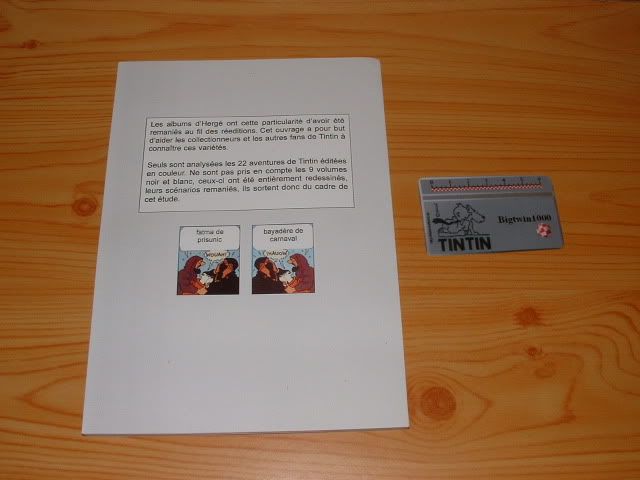 Les albums d'Hergé ont cette particularité d'avoir été
remaniés au fil des réeditions. Cet ouvrage a pour but
d'aider les collectionneurs et les autres fans de Tintin à
connaître ces variétés.
Seuls sont analysées les 22 aventures de Tintin éditées
en couleur. Ne sont pas pris en compte les 9 volumes
noir et blanc, ceux-ci ont été entièrement redessinés,
leurs scénarios remaniés, ils sortent donc du cadre de
cet étude.
fatma de
prisunic
WOUAH!
bayadère de
carnaval
Bigtwin1000
TINTIN